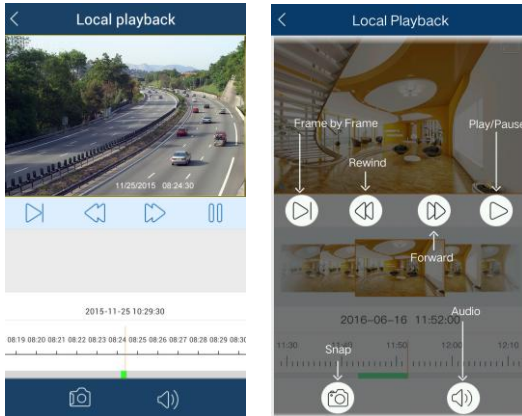 Local playback
11/25/2015 08:24:30
2015-11-25 10:29:30
08:19 08:20 08:21 08:22 08:23 08:24 08:25 08:26 08:27 08:28 08:29 08:30
Local Playback
Frame by Frame
Play/Pause
Rewind
Forward
2016-06-16 11:52:00
Audio
11:30 11:45 11:50 12:00 12:10
Snap